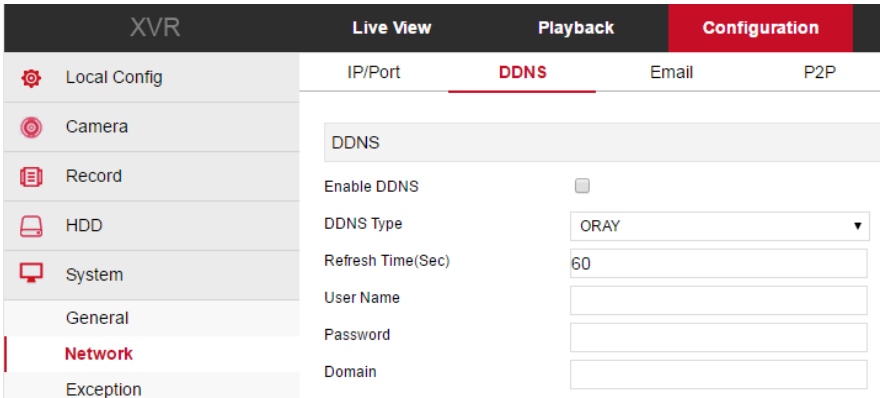 XVR
Live View Playback Configuration
Local Config
Camera
Record
HDD
System
General
Network
Exception
IP/Port DDNS Email P2P
DDNS
Enable DDNS
DDNS Type ORAY
Refresh Time(Sec) 60
User Name
Password
Domain